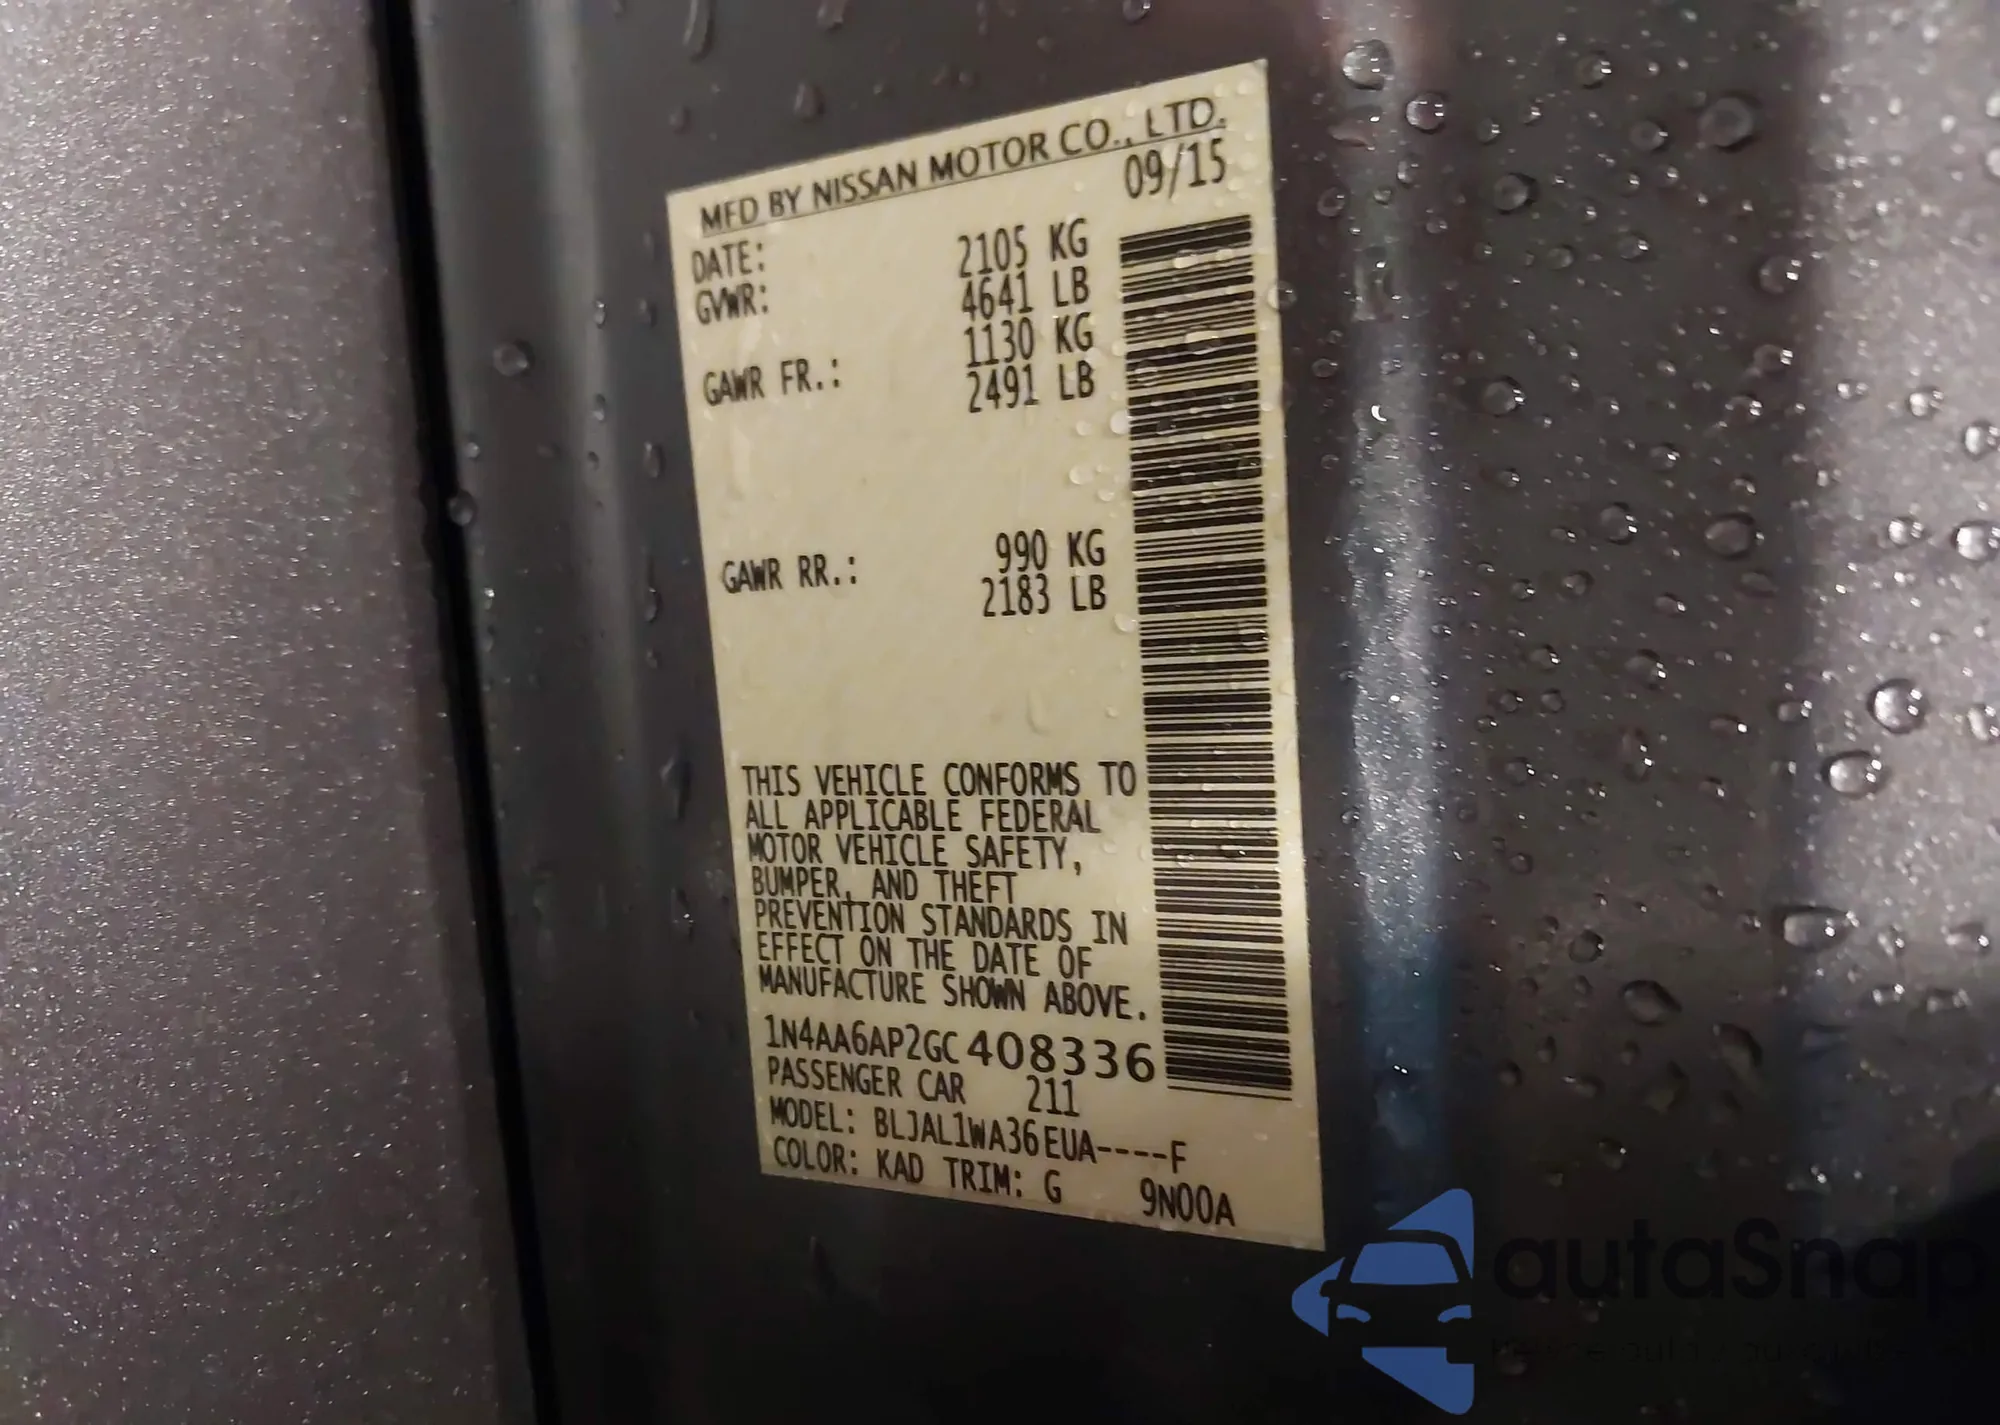 MFD BY NISSAN MOTOR CO., LTD.
DATE: 09/15
GVWR: 2105 KG
4641 LB
GAWR FR.: 1130 KG
2491 LB
GAWR RR.: 990 KG
2183 LB
THIS VEHICLE CONFORMS TO
ALL APPLICABLE FEDERAL
MOTOR VEHICLE SAFETY,
BUMPER, AND THEFT
PREVENTION STANDARDS IN
EFFECT ON THE DATE OF
MANUFACTURE SHOWN ABOVE.
1N4AA6AP2GC408336
PASSENGER CAR 211
MODEL: BLJAL1WA36EUA----F
COLOR: KAD TRIM: G 9N00A
autaSnap